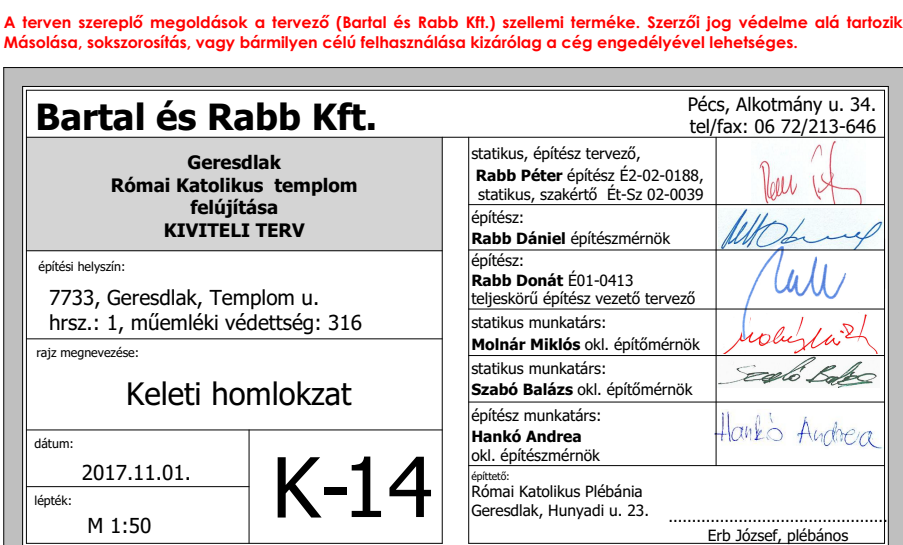 A terven szereplő megoldások a tervező (Bartal és Rabb Kft.) szellemi terméke. Szerzői jog védelme alá tartozik
Másolása, sokszorosítás, vagy bármilyen célú felhasználása kizárólag a cég engedélyével lehetséges.
Bartal és Rabb Kft.
Pécs, Alkotmány u. 34.
tel/fax: 06 72/213-646
Geresdlak
Római Katolikus templom
felújítása
KIVITELI TERV
építési helyszín:
7733, Geresdlak, Templom u.
hrsz.: 1, műemléki védettség: 316
rajz megnevezése:
Keleti homlokzat
dátum:
2017.11.01.
lépték:
M 1:50
K-14
statikus, építész tervező,
Rabb Péter építész É2-02-0188,
statikus, szakértő Ét-Sz 02-0039
építész:
Rabb Dániel építészmérnök
építész:
Rabb Donát É01-0413
teljeskörű építész vezető tervező
statikus munkatárs:
Molnár Miklós okl. építőmérnök
statikus munkatárs:
Szabó Balázs okl. építőmérnök
Szabó Balázs
építész munkatárs:
Hankó Andrea
okl. építészmérnök
Hankó Andrea
építtető:
Római Katolikus Plébánia
Geresdlak, Hunyadi u. 23.
Erb József, plébános